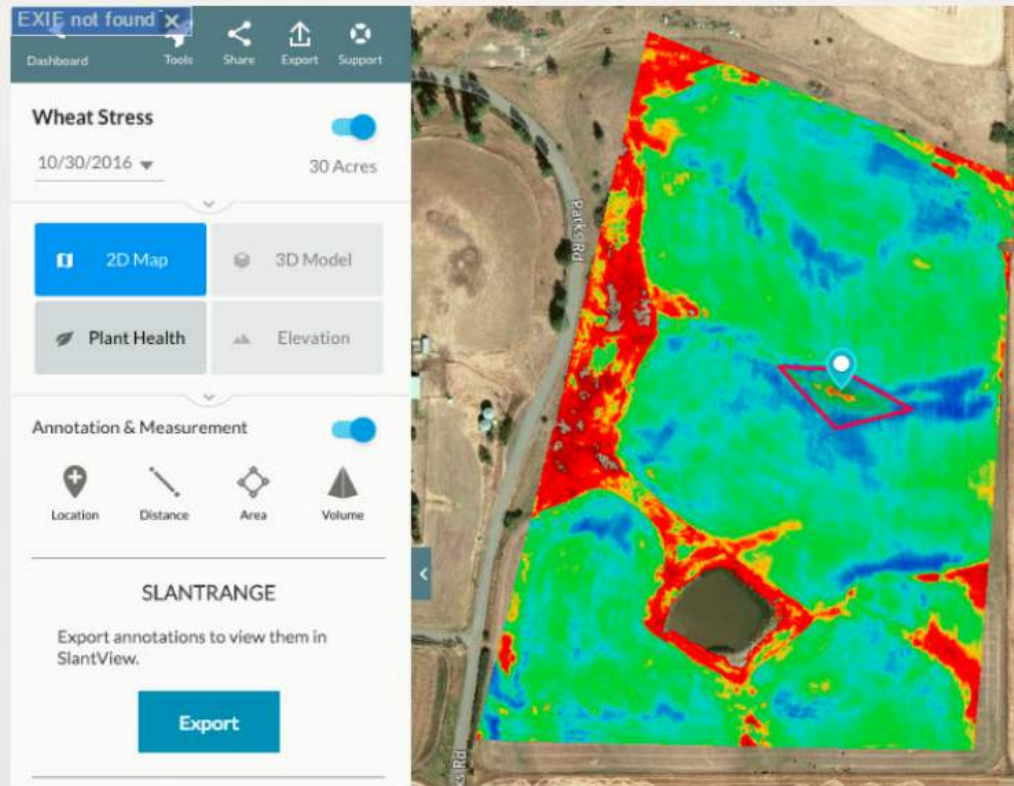 EXIF not found
Dashboard
Tools
Share
Export
Support
Wheat Stress
10/30/2016
30 Acres
2D Map
3D Model
Plant Health
Elevation
Annotation & Measurement
Location
Distance
Area
Volume
SLANTRANGE
Export annotations to view them in
SlantView.
Export
Parks Rd
ks Rd